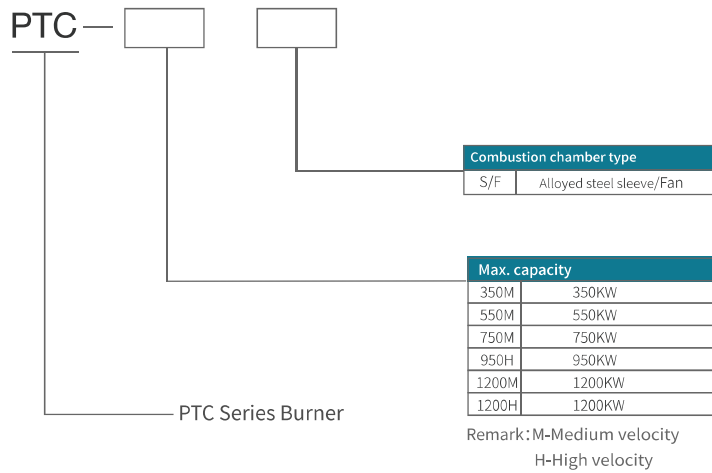 PTC —
Combustion chamber type
S/F Alloyed steel sleeve/Fan
Max. capacity
350M 350KW
550M 550KW
750M 750KW
950H 950KW
1200M 1200KW
1200H 1200KW
PTC Series Burner
Remark:M-Medium velocity
H-High velocity